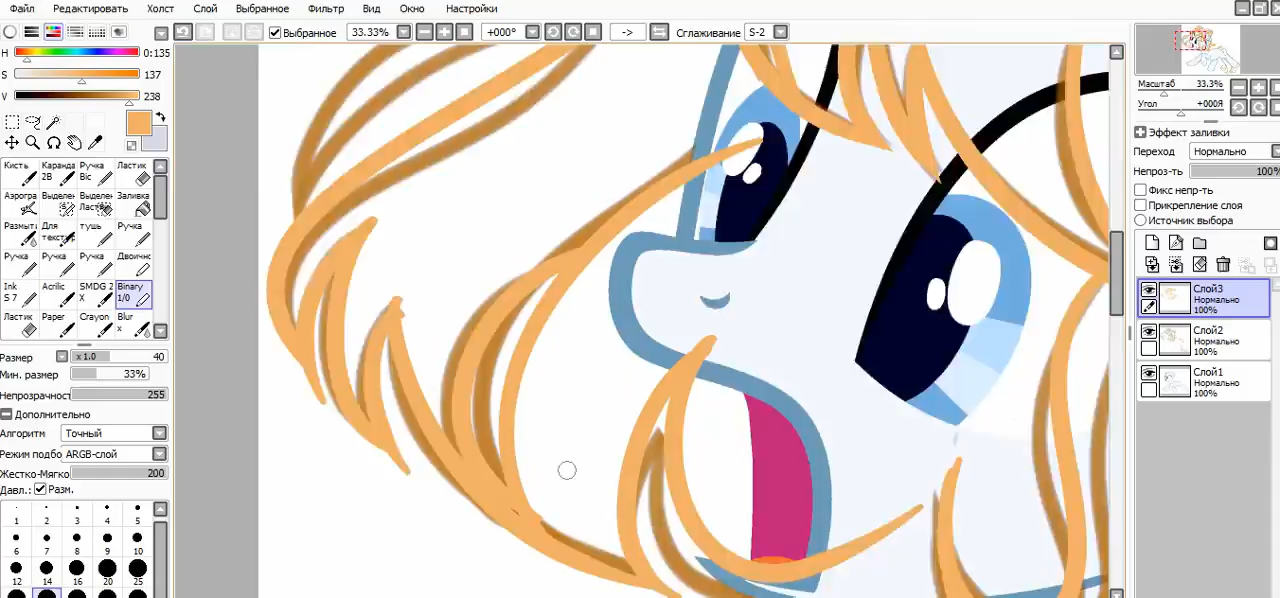 Файл Редактировать Холст Слой Выбранное Фильтр Вид Окно Настройки
Выбранное 33.33% +000° -> Сглаживание S-2
H 0:135
S 137
V 238
Кисть Каранда 2B Ручка Bic Ластик
Аэрогра Выделе Выделе Ласти Заливка
Размыт Для текс тушь Ручка
Ручка Ручка Ручка Двоичн
Ink S 7 Acrilic SMDG 2 X Binary 1/0
Ластик Paper Crayon Blur x
Размер x 1.0 40
Мин. размер 33%
Непрозрачност 255
Дополнительно
Алгоритм Точный
Режим подбо ARGB-слой
Жестко-Мягко 200
Давл.: Разм.
1 2 3 4 5
6 7 8 9 10
12 14 16 20 25
Масштаб 33.3%
Угол +000Я
Эффект заливки
Переход Нормально
Непроз-ть 100%
Фикс непр-ть
Прикрепление слоя
Источник выбора
Слой3
Нормально
100%
Слой2
Нормально
100%
Слой1
Нормально
100%